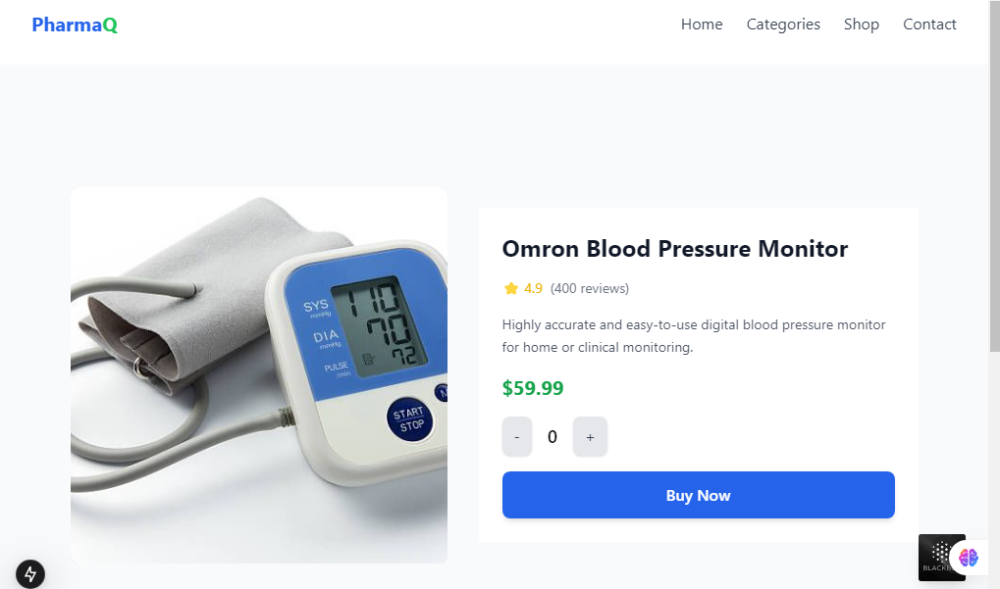 PharmaQ
Home Categories Shop Contact
Omron Blood Pressure Monitor
4.9 (400 reviews)
Highly accurate and easy-to-use digital blood pressure monitor
for home or clinical monitoring.
$59.99
- 0 +
Buy Now
SYS
mmHg
110
DIA
mmHg
70
PULSE
/min
72
M
START
STOP